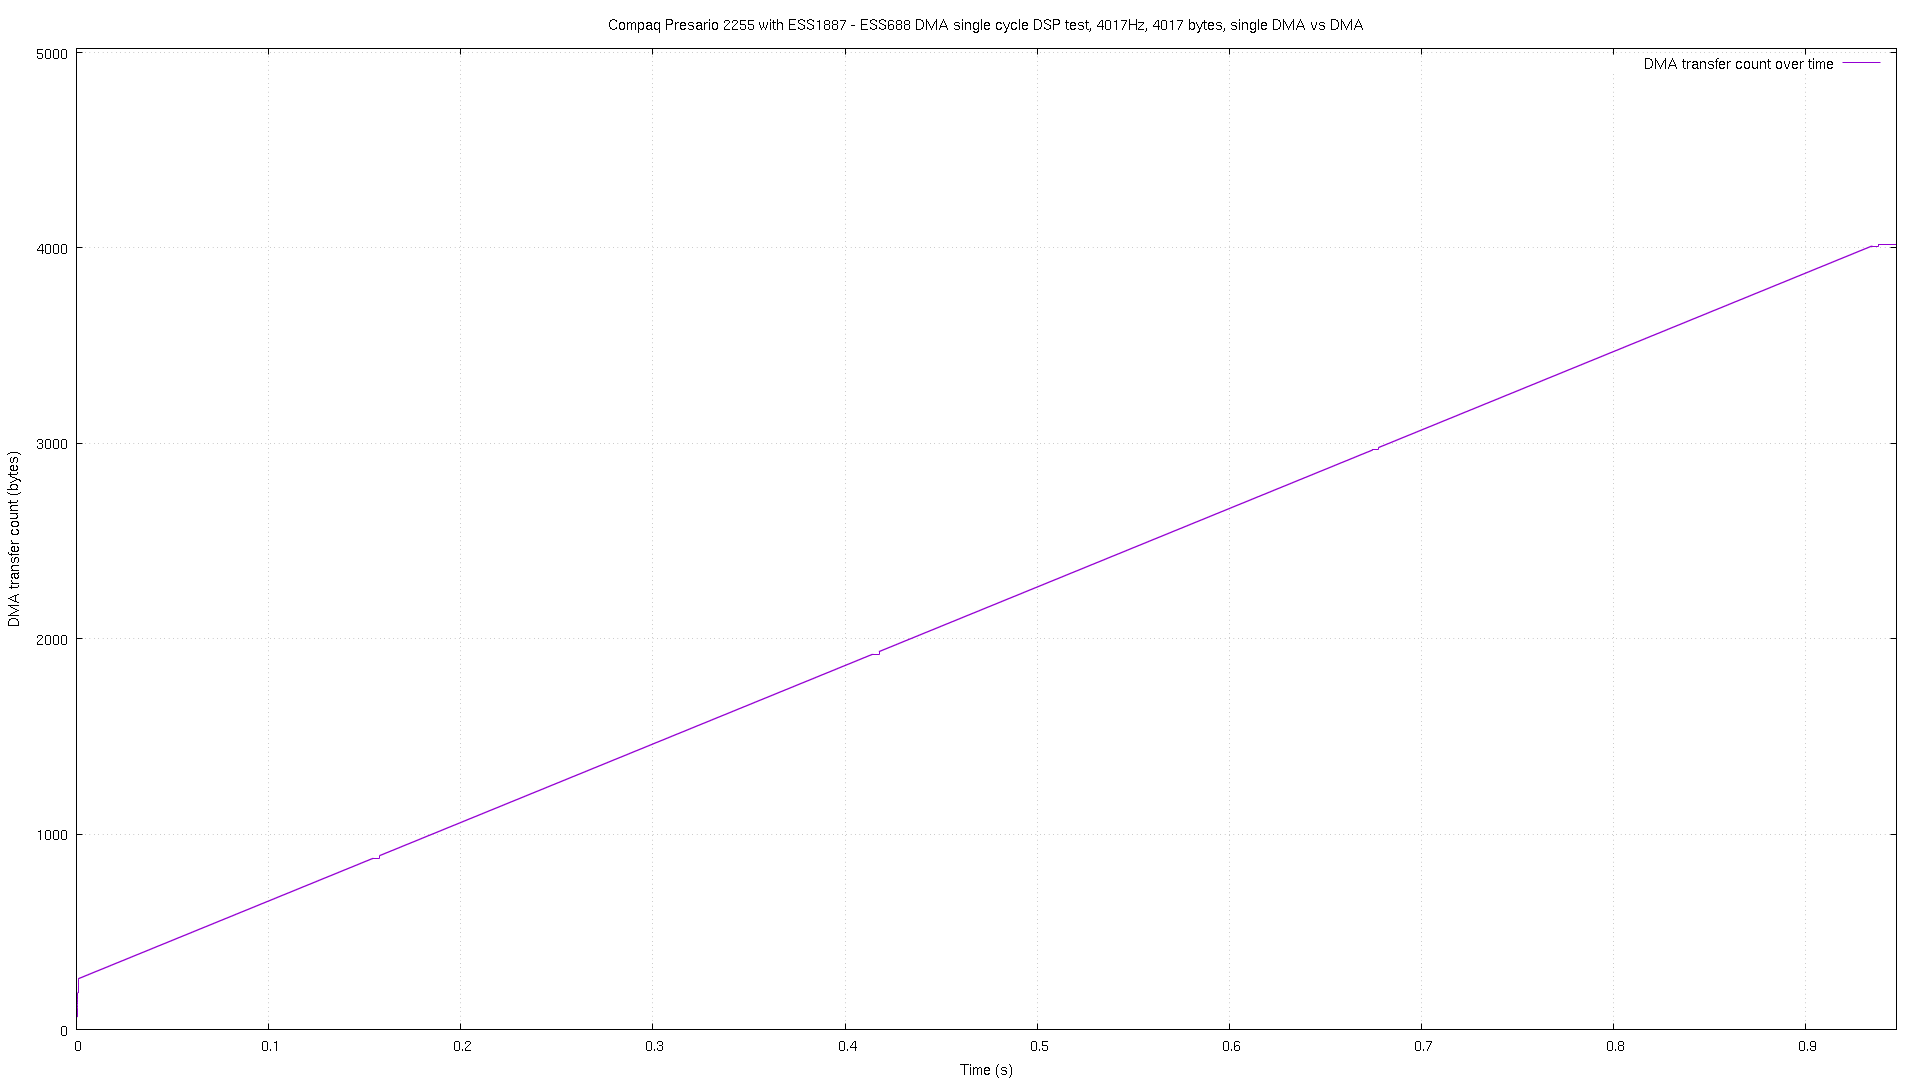 Compaq Presario 2255 with ESS1887 - ESS688 DMA single cycle DSP test, 4017Hz, 4017 bytes, single DMA vs DMA
DMA transfer count over time
5000
4000
3000
2000
1000
0
DMA transfer count (bytes)
0 0.1 0.2 0.3 0.4 0.5 0.6 0.7 0.8 0.9
Time (s)